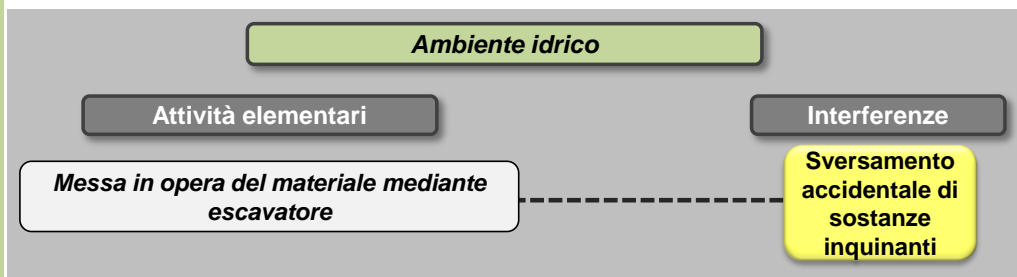 Ambiente idrico
Attività elementari
Interferenze
Messa in opera del materiale mediante
escavatore
Sversamento
accidentale di
sostanze
inquinanti